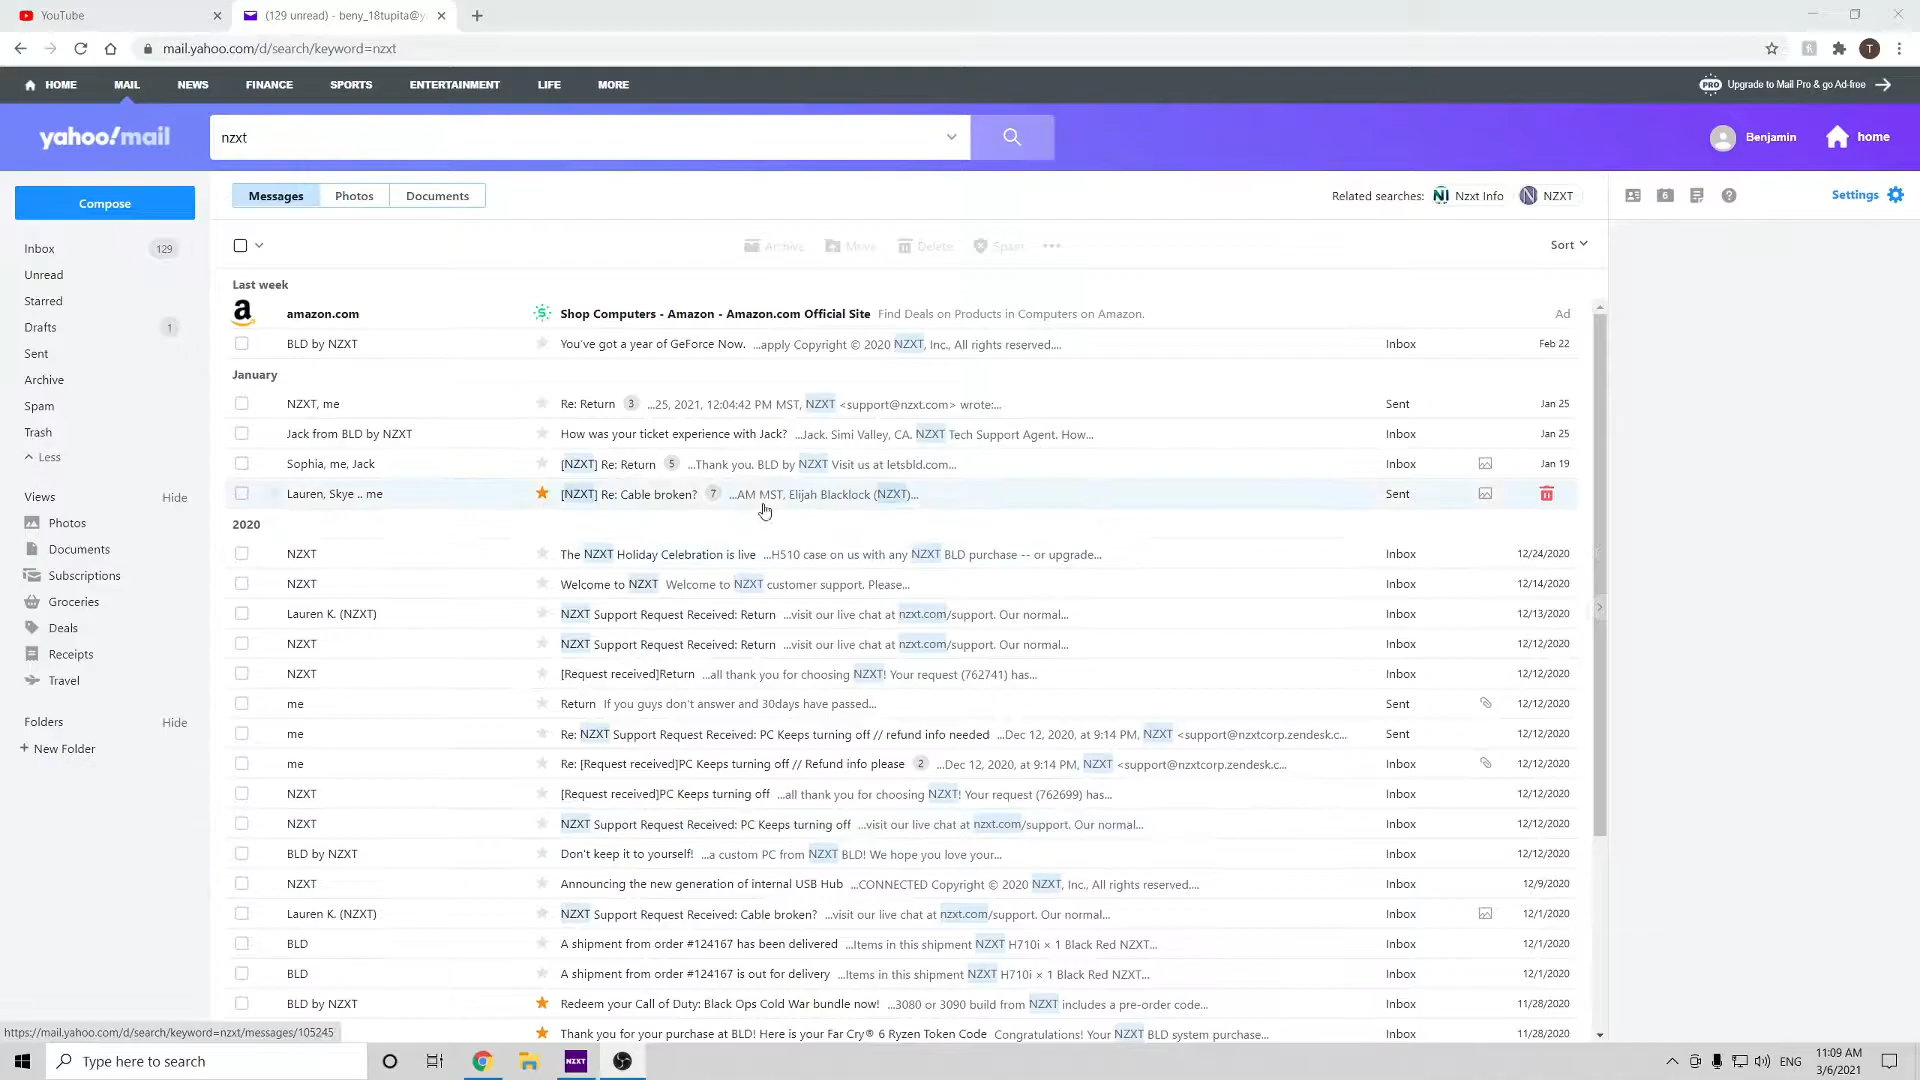 YouTube
(129 unread) - beny_18tupita@y
mail.yahoo.com/d/search/keyword=nzxt
T
HOME MAIL NEWS FINANCE SPORTS ENTERTAINMENT LIFE MORE
PRO Upgrade to Mail Pro & go Ad-free
yahoo!mail
nzxt
Benjamin
home
Compose
Messages Photos Documents
Related searches: Nzxt Info NZXT
6
Settings
Archive Move Delete Spam
Sort
Inbox 129
Unread
Starred
Drafts 1
Sent
Archive
Spam
Trash
Less
Views Hide
Photos
Documents
Subscriptions
Groceries
Deals
Receipts
Travel
Folders Hide
+ New Folder
Last week
a amazon.com S Shop Computers - Amazon - Amazon.com Official Site Find Deals on Products in Computers on Amazon. Ad
BLD by NZXT You've got a year of GeForce Now. ...apply Copyright © 2020 NZXT, Inc., All rights reserved.... Inbox Feb 22
January
NZXT, me Re: Return 3 ...25, 2021, 12:04:42 PM MST, NZXT <support@nzxt.com> wrote:... Sent Jan 25
Jack from BLD by NZXT How was your ticket experience with Jack? ...Jack. Simi Valley, CA. NZXT Tech Support Agent. How... Inbox Jan 25
Sophia, me, Jack [NZXT] Re: Return 5 ...Thank you. BLD by NZXT Visit us at letsbld.com... Inbox Jan 19
Lauren, Skye .. me [NZXT] Re: Cable broken? 7 ...AM MST, Elijah Blacklock (NZXT)... Sent
2020
NZXT The NZXT Holiday Celebration is live ...H510 case on us with any NZXT BLD purchase -- or upgrade... Inbox 12/24/2020
NZXT Welcome to NZXT Welcome to NZXT customer support. Please... Inbox 12/14/2020
Lauren K. (NZXT) NZXT Support Request Received: Return ...visit our live chat at nzxt.com/support. Our normal... Inbox 12/13/2020
NZXT NZXT Support Request Received: Return ...visit our live chat at nzxt.com/support. Our normal... Inbox 12/12/2020
NZXT [Request received]Return ...all thank you for choosing NZXT! Your request (762741) has... Inbox 12/12/2020
me Return If you guys don't answer and 30days have passed... Sent 12/12/2020
me Re: NZXT Support Request Received: PC Keeps turning off // refund info needed ...Dec 12, 2020, at 9:14 PM, NZXT <support@nzxtcorp.zendesk.c... Sent 12/12/2020
me Re: [Request received]PC Keeps turning off // Refund info please 2 ...Dec 12, 2020, at 9:14 PM, NZXT <support@nzxtcorp.zendesk.c... Inbox 12/12/2020
NZXT [Request received]PC Keeps turning off ...all thank you for choosing NZXT! Your request (762699) has... Inbox 12/12/2020
NZXT NZXT Support Request Received: PC Keeps turning off ...visit our live chat at nzxt.com/support. Our normal... Inbox 12/12/2020
BLD by NZXT Don't keep it to yourself! ...a custom PC from NZXT BLD! We hope you love your... Inbox 12/12/2020
NZXT Announcing the new generation of internal USB Hub ...CONNECTED Copyright © 2020 NZXT, Inc., All rights reserved.... Inbox 12/9/2020
Lauren K. (NZXT) NZXT Support Request Received: Cable broken? ...visit our live chat at nzxt.com/support. Our normal... Inbox 12/1/2020
BLD A shipment from order #124167 has been delivered ...Items in this shipment NZXT H710i × 1 Black Red NZXT... Inbox 12/1/2020
BLD A shipment from order #124167 is out for delivery ...Items in this shipment NZXT H710i × 1 Black Red NZXT... Inbox 12/1/2020
BLD by NZXT Redeem your Call of Duty: Black Ops Cold War bundle now! ...3080 or 3090 build from NZXT includes a pre-order code... Inbox 11/28/2020
Thank you for your purchase at BLD! Here is your Far Cry® 6 Ryzen Token Code Congratulations! Your NZXT BLD system purchase... Inbox 11/28/2020
https://mail.yahoo.com/d/search/keyword=nzxt/messages/105245
Type here to search
NZXT
ENG
11:09 AM
3/6/2021